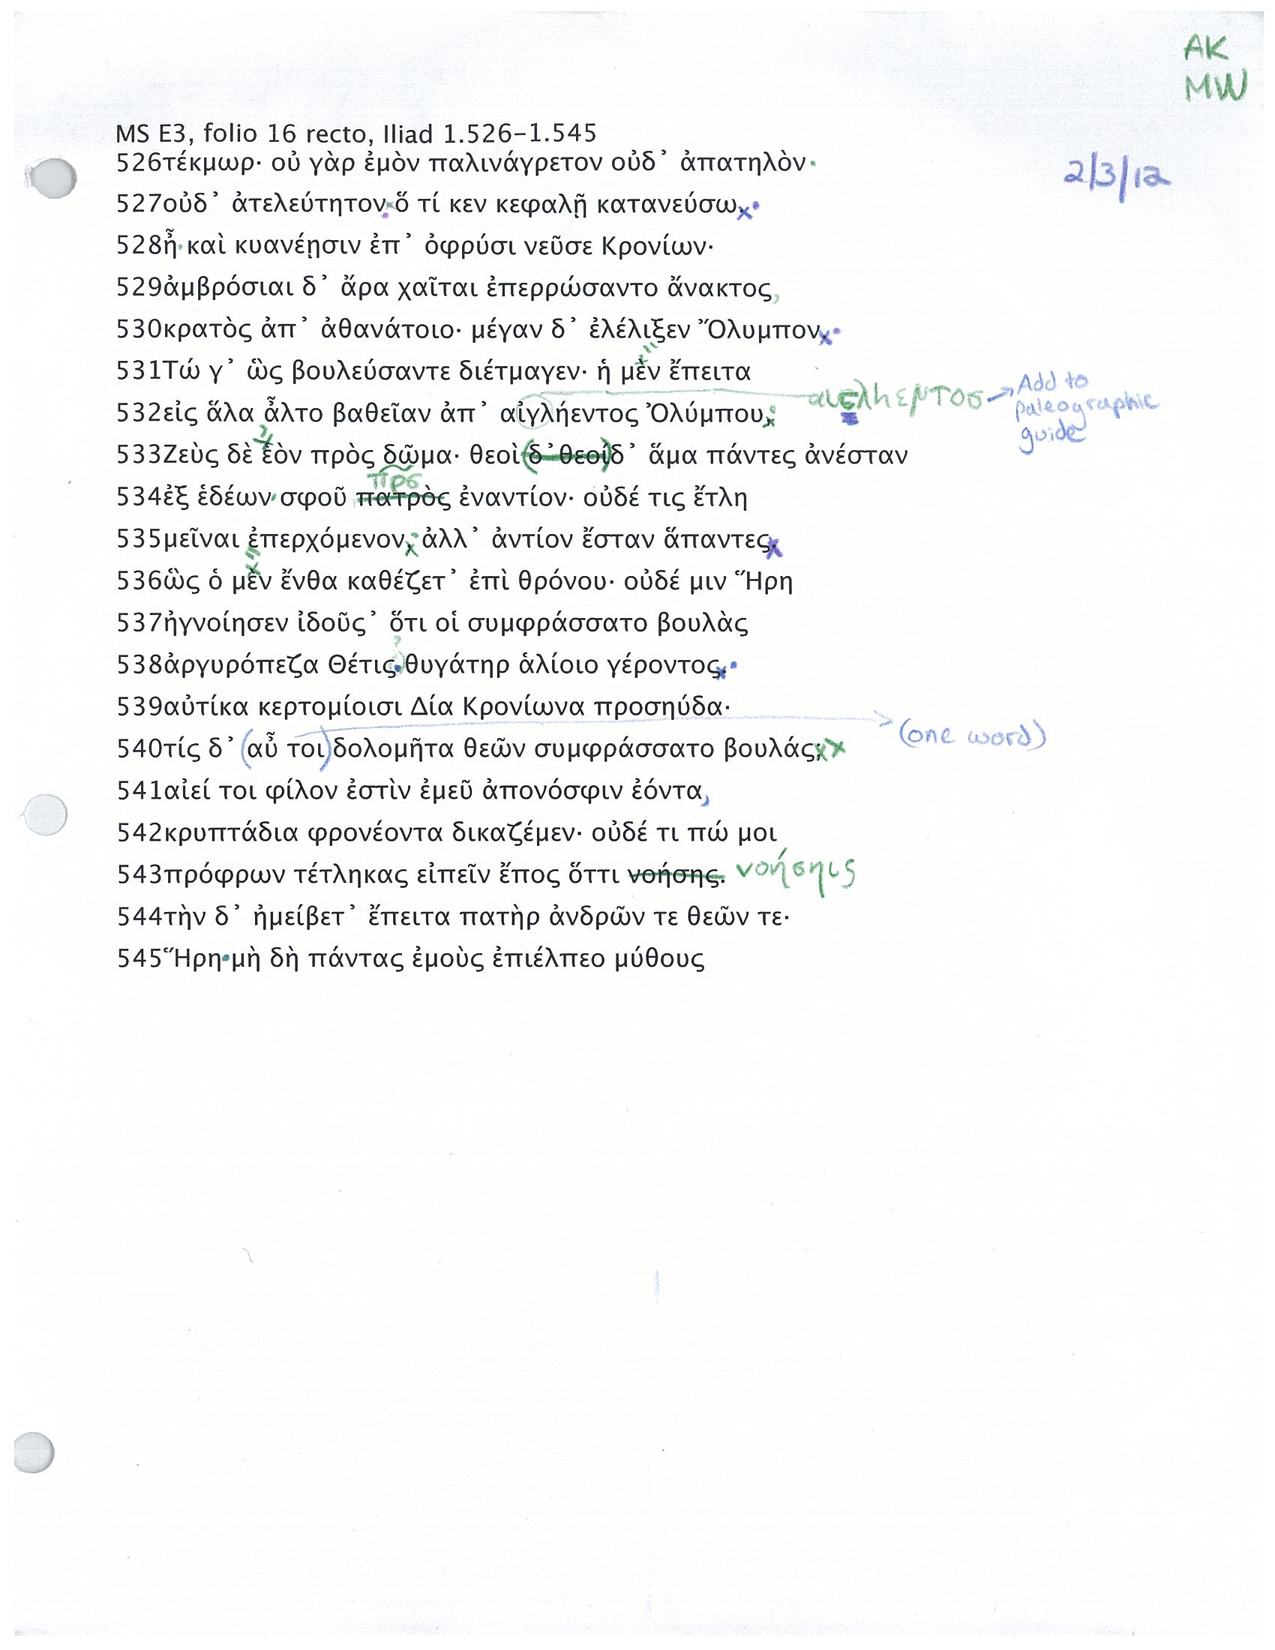 AK
MW
MS E3, folio 16 recto, Iliad 1.526–1.545
2/3/12
526τέκμωρ· οὐ γὰρ ἐμὸν παλινάγρετον οὐδ᾽ ἀπατηλὸν·
527οὐδ᾽ ἀτελεύτητον· ὅ τί κεν κεφαλῇ κατανεύσω·
528ἦ· καὶ κυανέῃσιν ἐπ᾽ ὀφρύσι νεῦσε Κρονίων·
529ἀμβρόσιαι δ᾽ ἄρα χαῖται ἐπερρώσαντο ἄνακτος,
530κρατὸς ἀπ᾽ ἀθανάτοιο· μέγαν δ᾽ ἐλέλιξεν Ὄλυμπον·
531Τώ γ᾽ ὣς βουλεύσαντε διέτμαγεν· ἡ μὲν ἔπειτα
532εἰς ἅλα ἆλτο βαθεῖαν ἀπ᾽ αἰγλήεντος Ὀλύμπου· αιγληεντοσ
Add to
paleographic
guide
533Ζεὺς δὲ ἑὸν πρὸς δῶμα· θεοὶ(δ᾽ θεοὶ)δ᾽ ἅμα πάντες ἀνέσταν
πρσ
534ἐξ ἑδέων· σφοῦ πατρὸς ἐναντίον· οὐδέ τις ἔτλη
535μεῖναι ἐπερχόμενον· ἀλλ᾽ ἀντίον ἔσταν ἅπαντες.
536ὣς ὁ μὲν ἔνθα καθέζετ᾽ ἐπὶ θρόνου· οὐδέ μιν Ἥρη
537ἠγνοίησεν ἰδοῦς᾽ ὅτι οἱ συμφράσσατο βουλὰς
538ἀργυρόπεζα Θέτις· θυγάτηρ ἁλίοιο γέροντος·
539αὐτίκα κερτομίοισι Δία Κρονίωνα προσηύδα·
540τίς δ᾽ (αὖ τοι) δολομῆτα θεῶν συμφράσσατο βουλάς; (one word)
541αἰεί τοι φίλον ἐστὶν ἐμεῦ ἀπονόσφιν ἐόντα,
542κρυπτάδια φρονέοντα δικαζέμεν· οὐδέ τι πώ μοι
543πρόφρων τέτληκας εἰπεῖν ἔπος ὅττι νοήσῃς. νοήσηις
544τὴν δ᾽ ἠμείβετ᾽ ἔπειτα πατὴρ ἀνδρῶν τε θεῶν τε·
545Ἥρη· μὴ δὴ πάντας ἐμοὺς ἐπιέλπεο μύθους